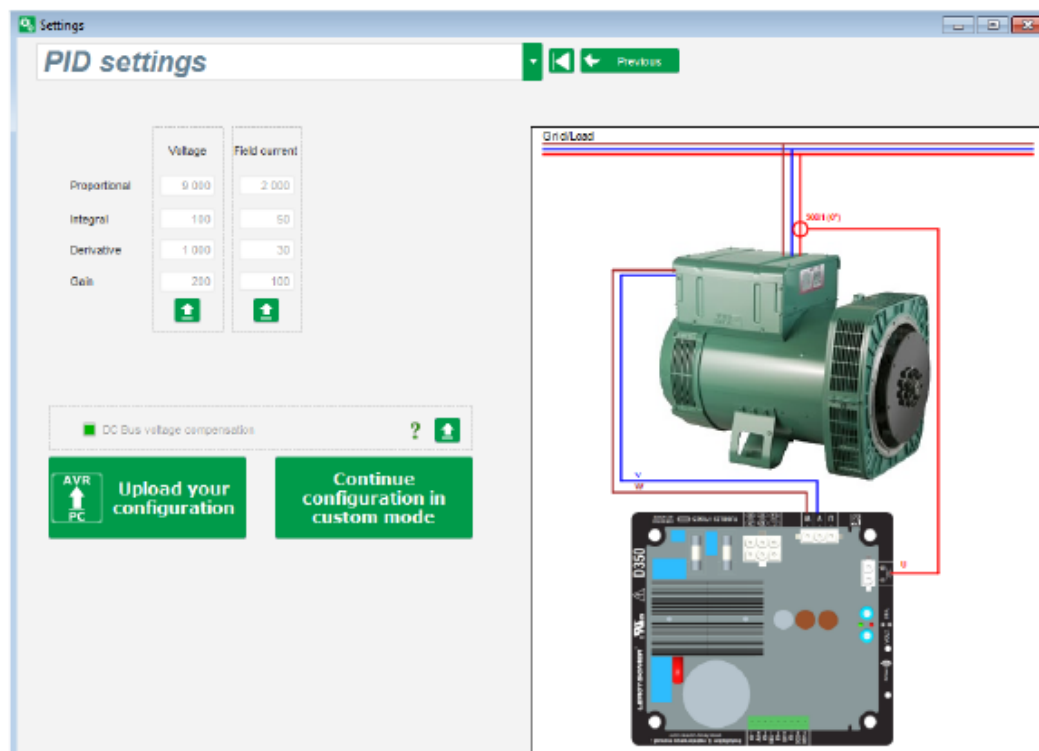 Settings
PID settings
Previous
Voltage
Field current
Proportional
9 000
2 000
Integral
100
50
Derivative
1 000
30
Gain
200
100
DC Bus voltage compensation
?
AVR
PC
Upload your
configuration
Continue
configuration in
custom mode
Grid/Load
V
W
U
D350
LEROY-SOMER